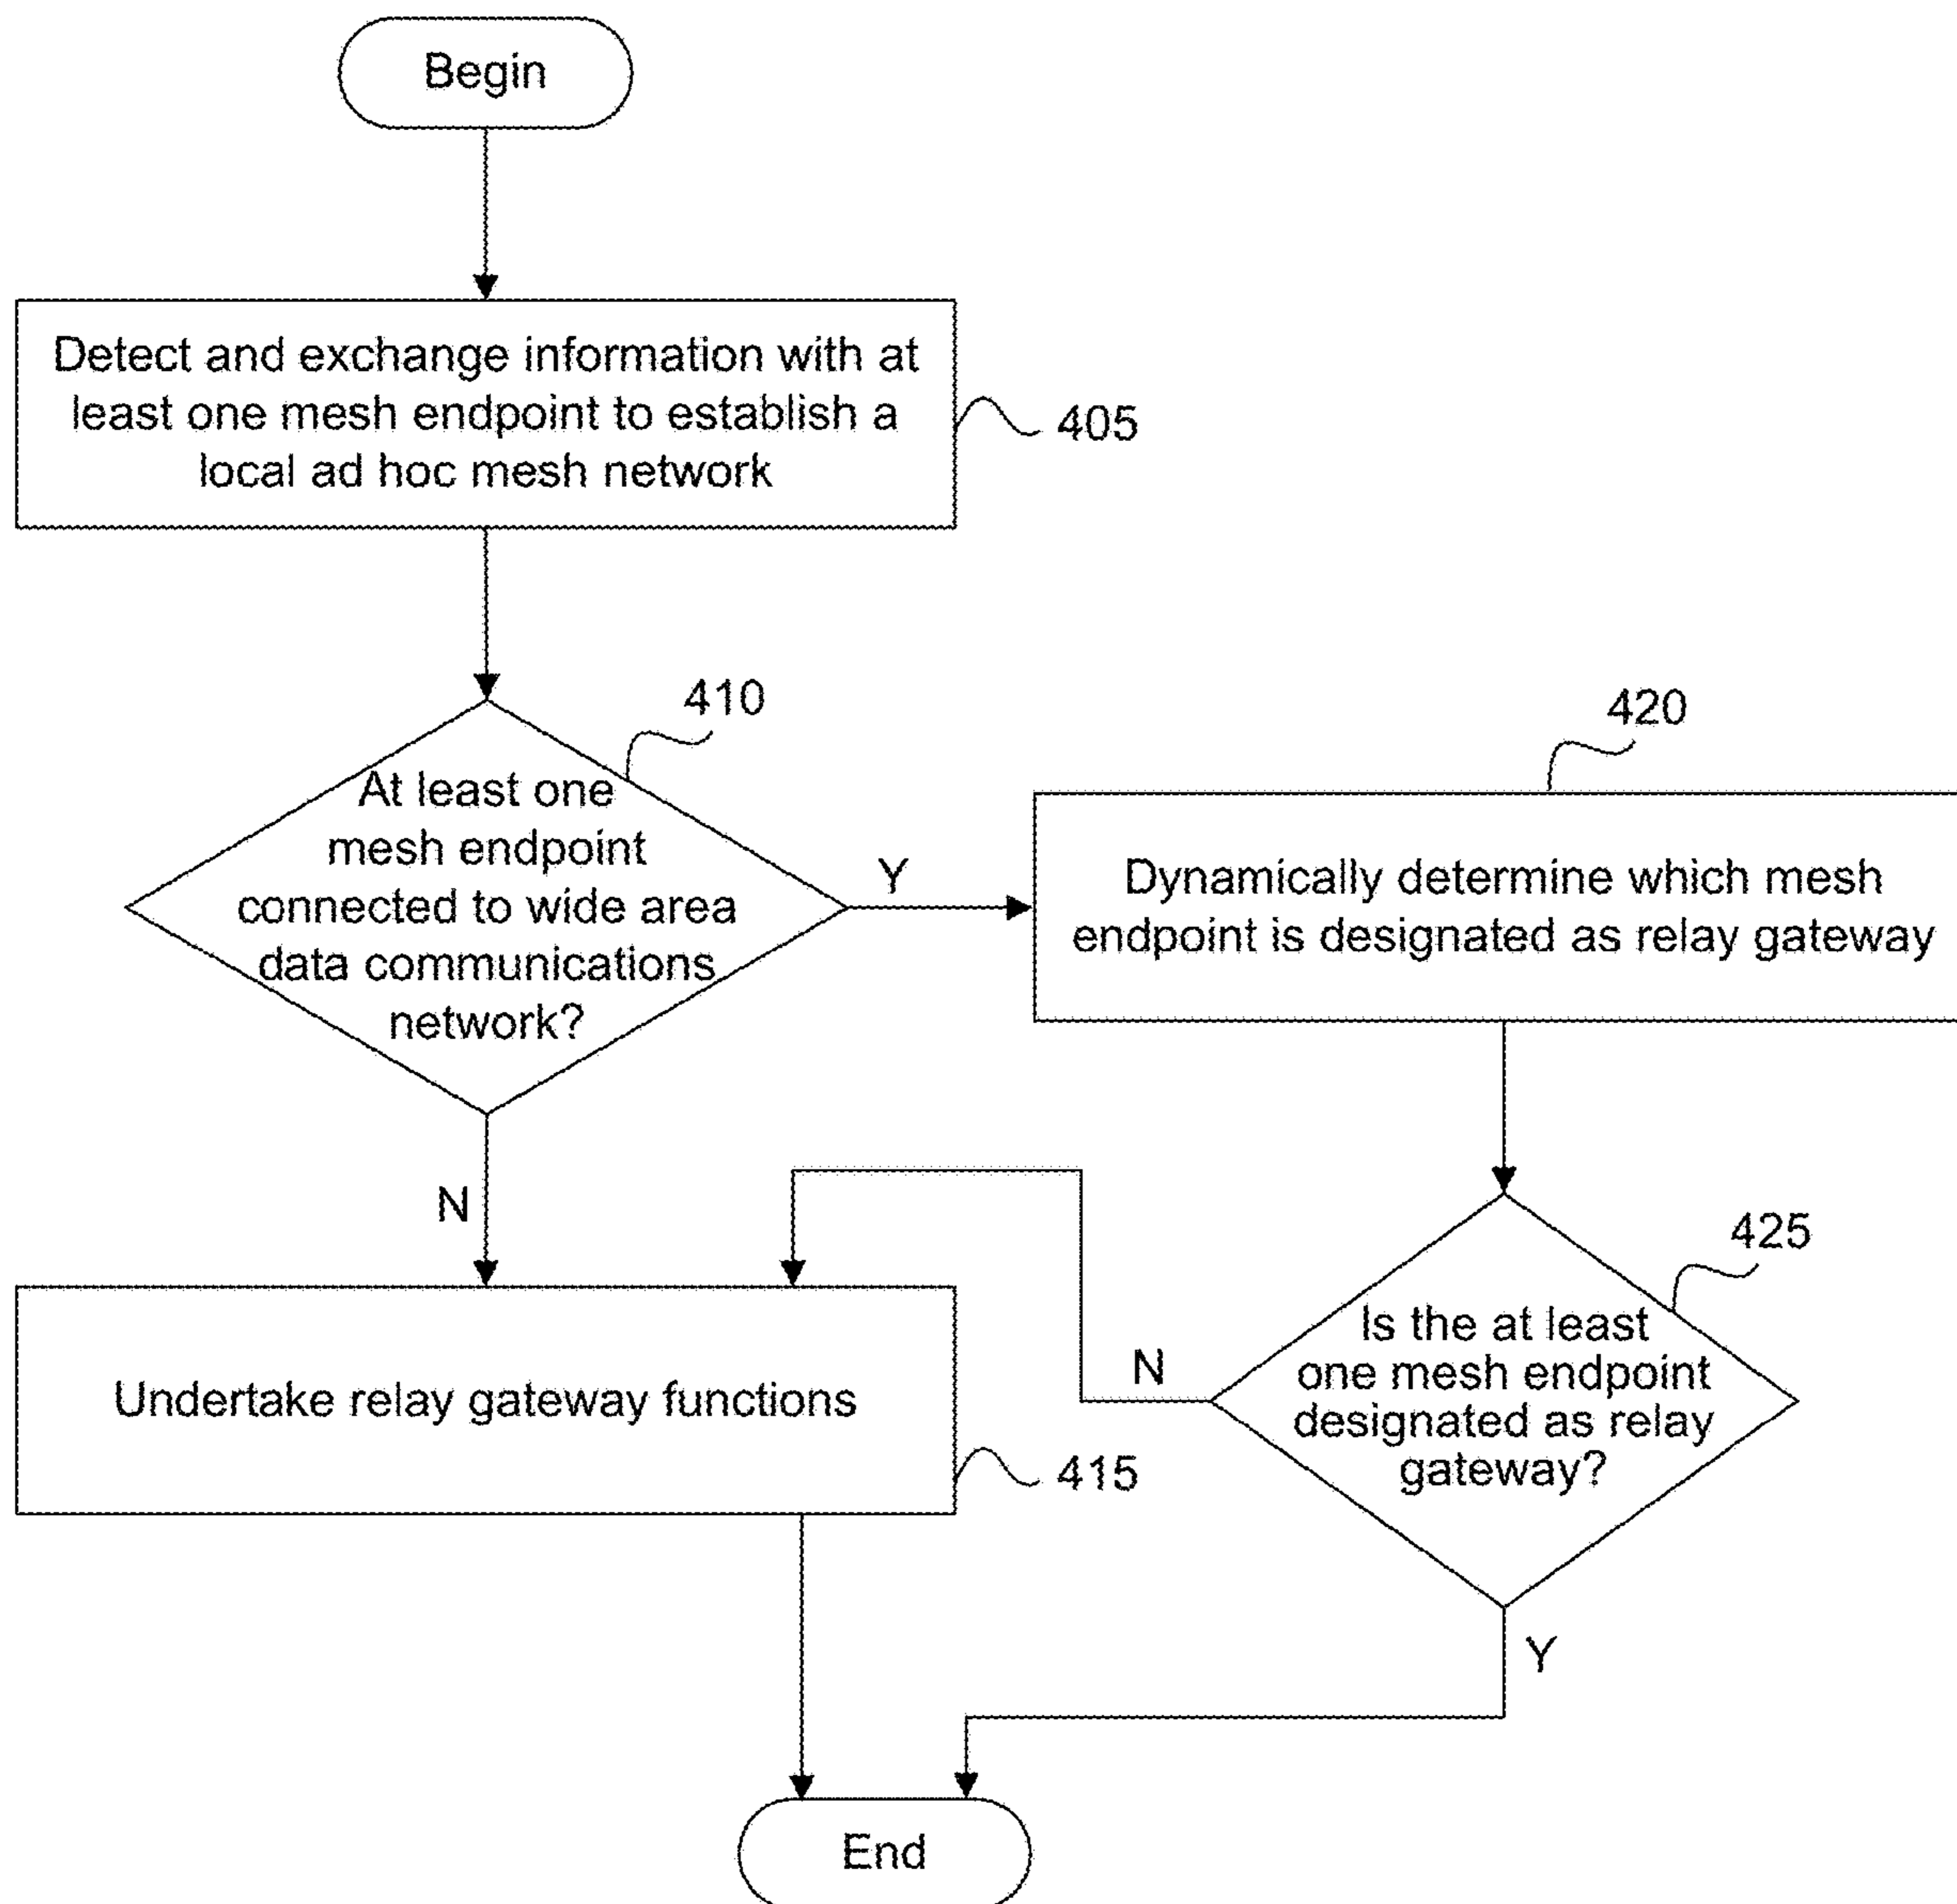 Begin
Detect and exchange information with at
least one mesh endpoint to establish a
local ad hoc mesh network
405
410
At least one
mesh endpoint
connected to wide area
data communications
network?
Y
N
420
Dynamically determine which mesh
endpoint is designated as relay gateway
425
Is the at least
one mesh endpoint
designated as relay
gateway?
N
Y
Undertake relay gateway functions
415
End